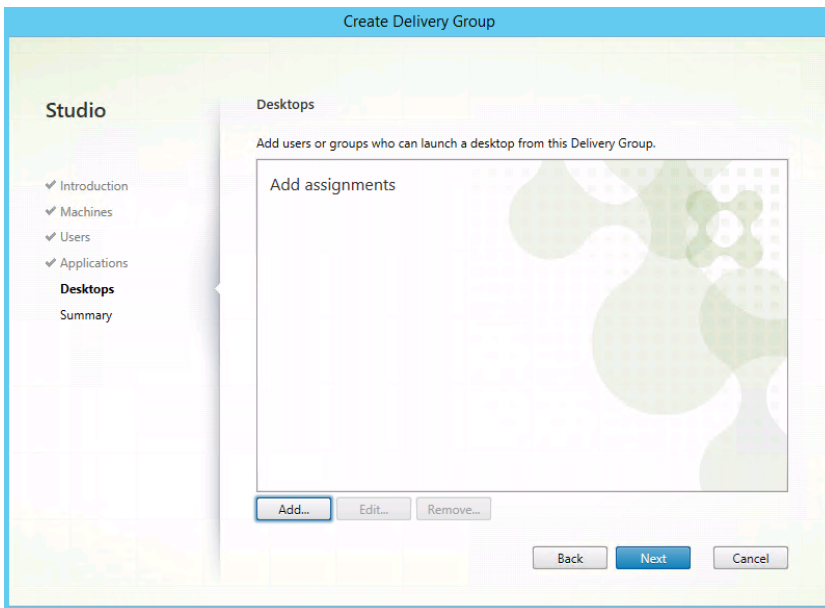 Create Delivery Group
Studio
Introduction
Machines
Users
Applications
Desktops
Summary
Desktops
Add users or groups who can launch a desktop from this Delivery Group.
Add assignments
Add...
Edit...
Remove...
Back
Next
Cancel